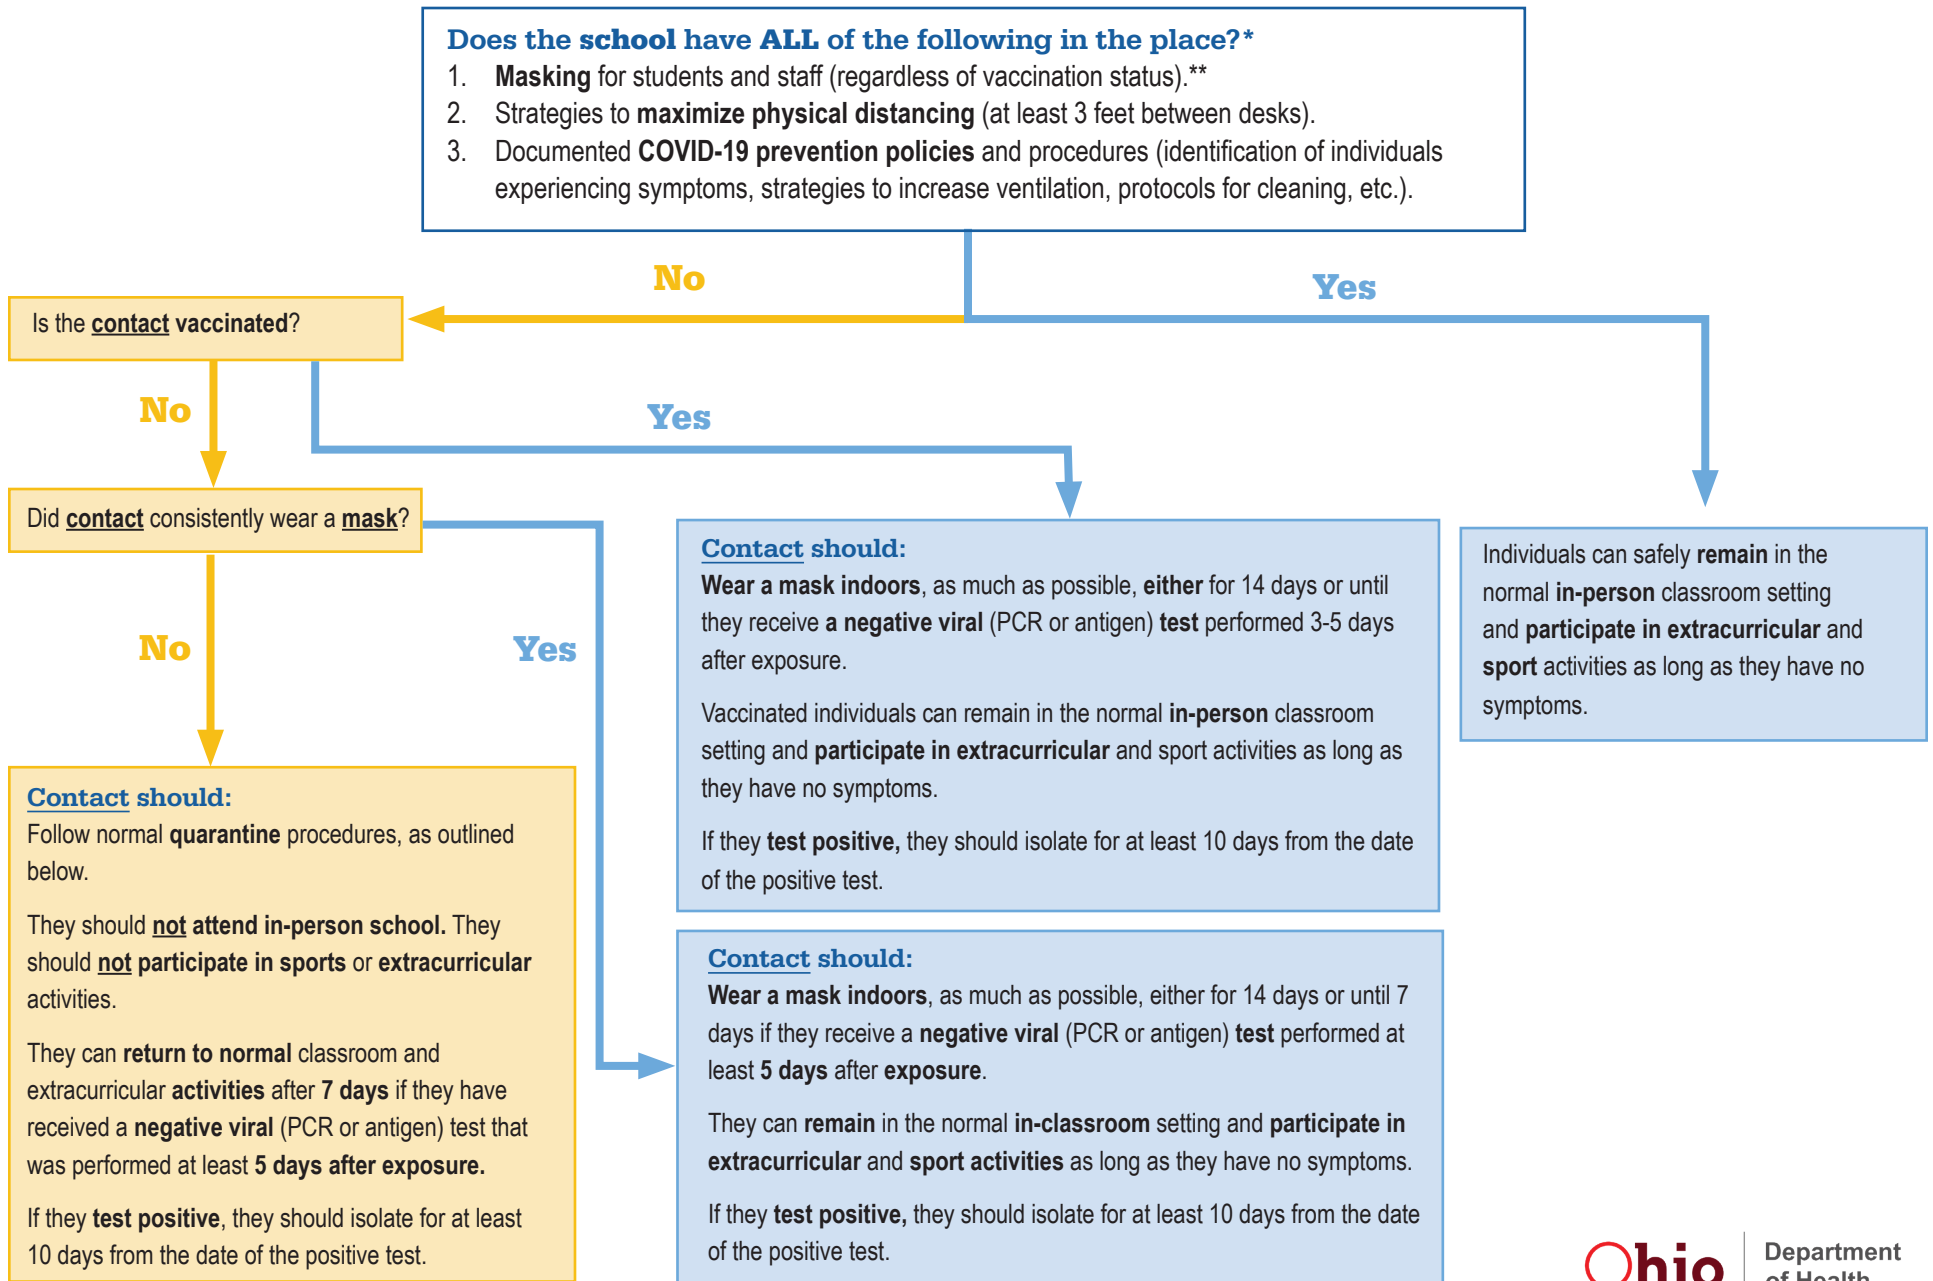 Does the school have ALL of the following in the place?*
1. Masking for students and staff (regardless of vaccination status).**
2. Strategies to maximize physical distancing (at least 3 feet between desks).
3. Documented COVID-19 prevention policies and procedures (identification of individuals
experiencing symptoms, strategies to increase ventilation, protocols for cleaning, etc.).
No
Yes
Is the contact vaccinated?
No
Yes
Did contact consistently wear a mask?
No
Yes
Contact should:
Wear a mask indoors, as much as possible, either for 14 days or until
they receive a negative viral (PCR or antigen) test performed 3-5 days
after exposure.
Vaccinated individuals can remain in the normal in-person classroom
setting and participate in extracurricular and sport activities as long as
they have no symptoms.
If they test positive, they should isolate for at least 10 days from the date
of the positive test.
Individuals can safely remain in the
normal in-person classroom setting
and participate in extracurricular and
sport activities as long as they have no
symptoms.
Contact should:
Follow normal quarantine procedures, as outlined
below.
They should not attend in-person school. They
should not participate in sports or extracurricular
activities.
They can return to normal classroom and
extracurricular activities after 7 days if they have
received a negative viral (PCR or antigen) test that
was performed at least 5 days after exposure.
If they test positive, they should isolate for at least
10 days from the date of the positive test.
Contact should:
Wear a mask indoors, as much as possible, either for 14 days or until 7
days if they receive a negative viral (PCR or antigen) test performed at
least 5 days after exposure.
They can remain in the normal in-classroom setting and participate in
extracurricular and sport activities as long as they have no symptoms.
If they test positive, they should isolate for at least 10 days from the date
of the positive test.
Ohio
Department
of Health